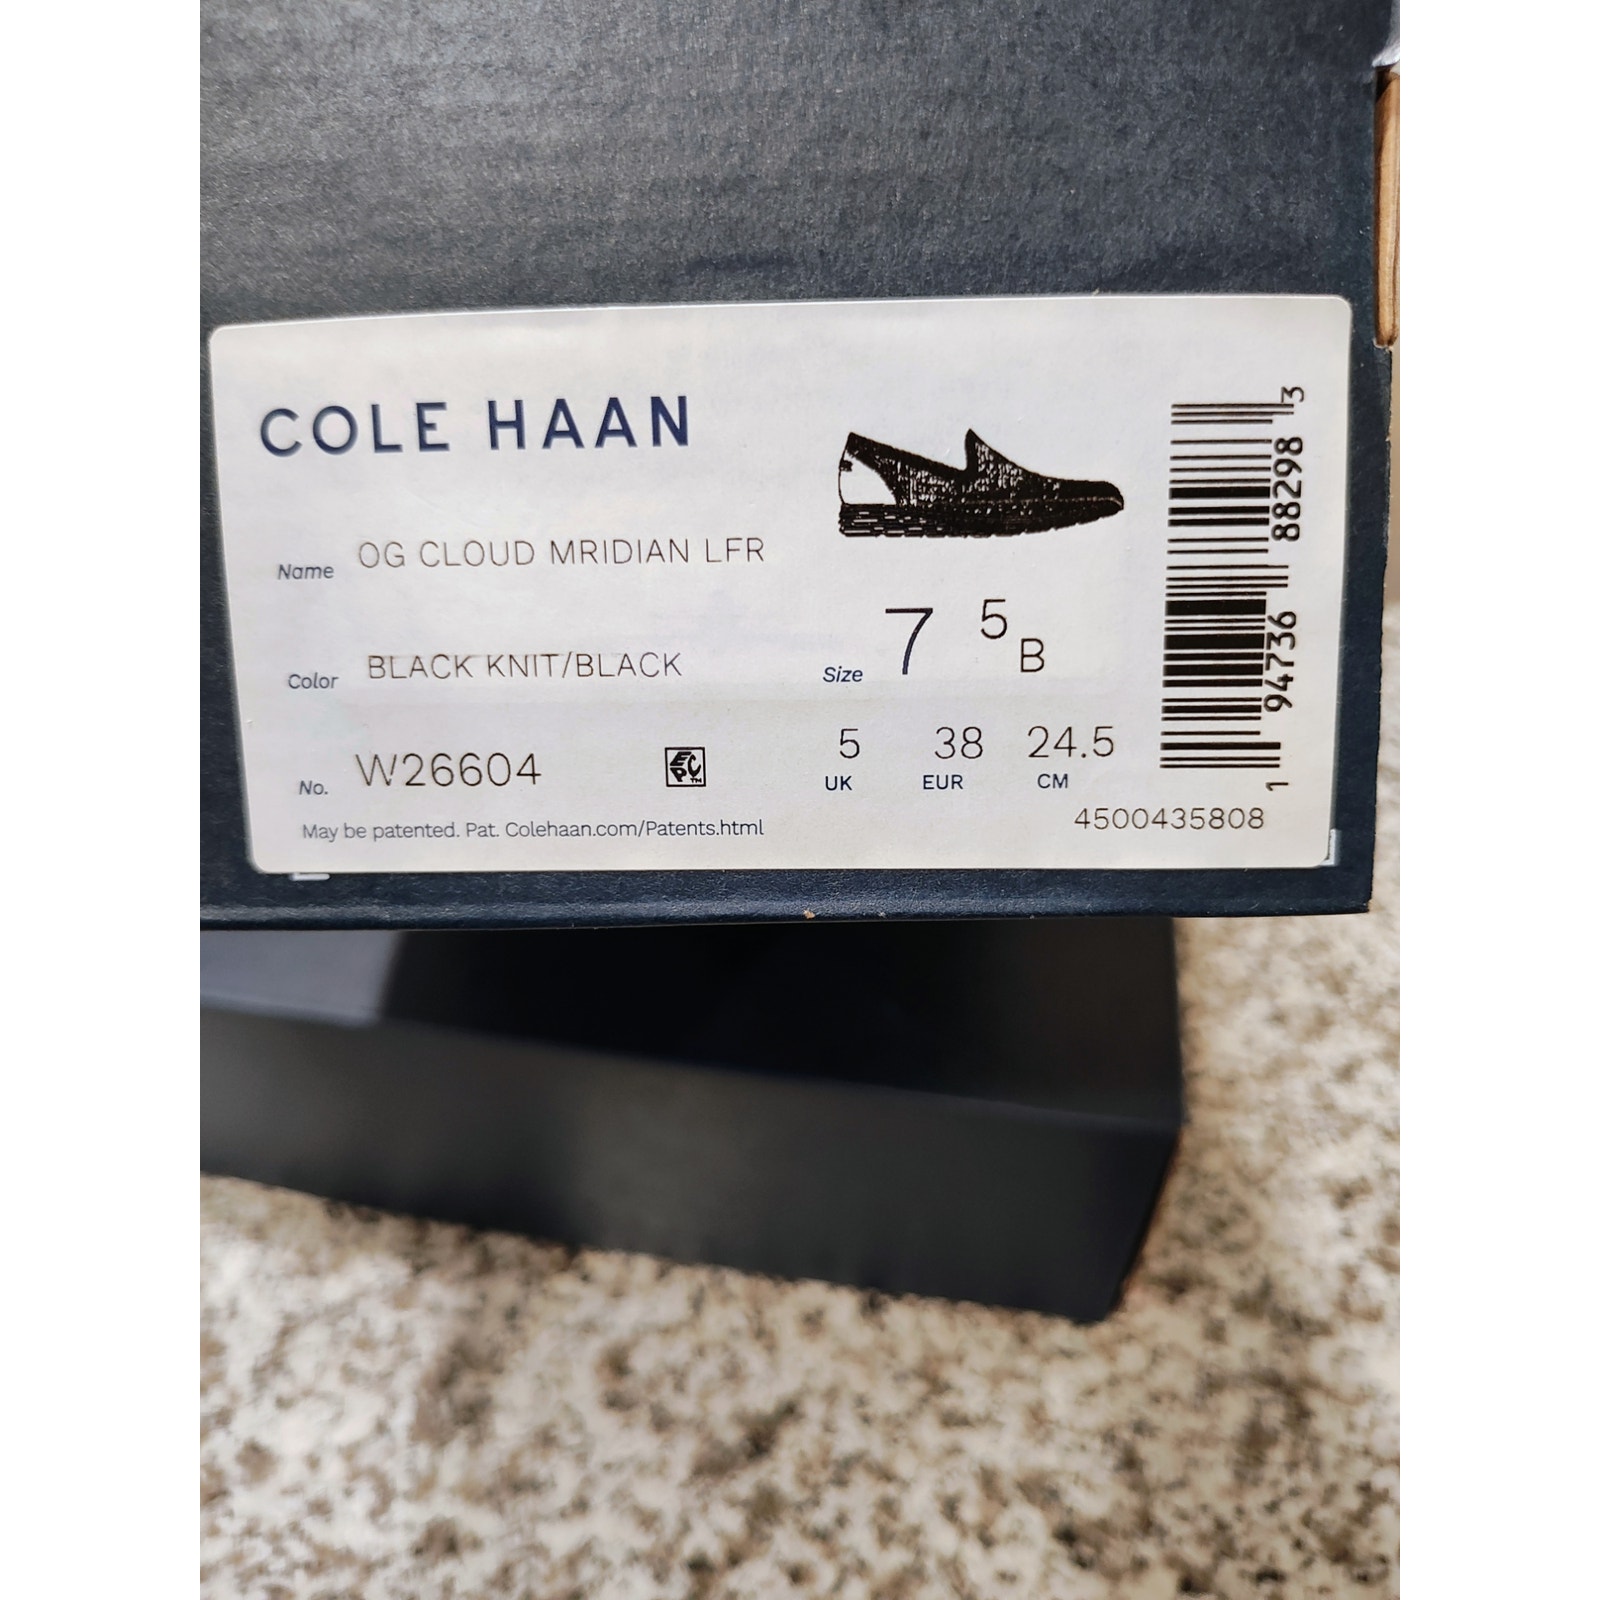 COLE HAAN
Name OG CLOUD MRIDIAN LFR
Color BLACK KNIT/BLACK
Size 7 5 B
No. W26604
EPC™
5 38 24.5
UK EUR CM
May be patented. Pat. Colehaan.com/Patents.html
4500435808
1 94736 88298 3